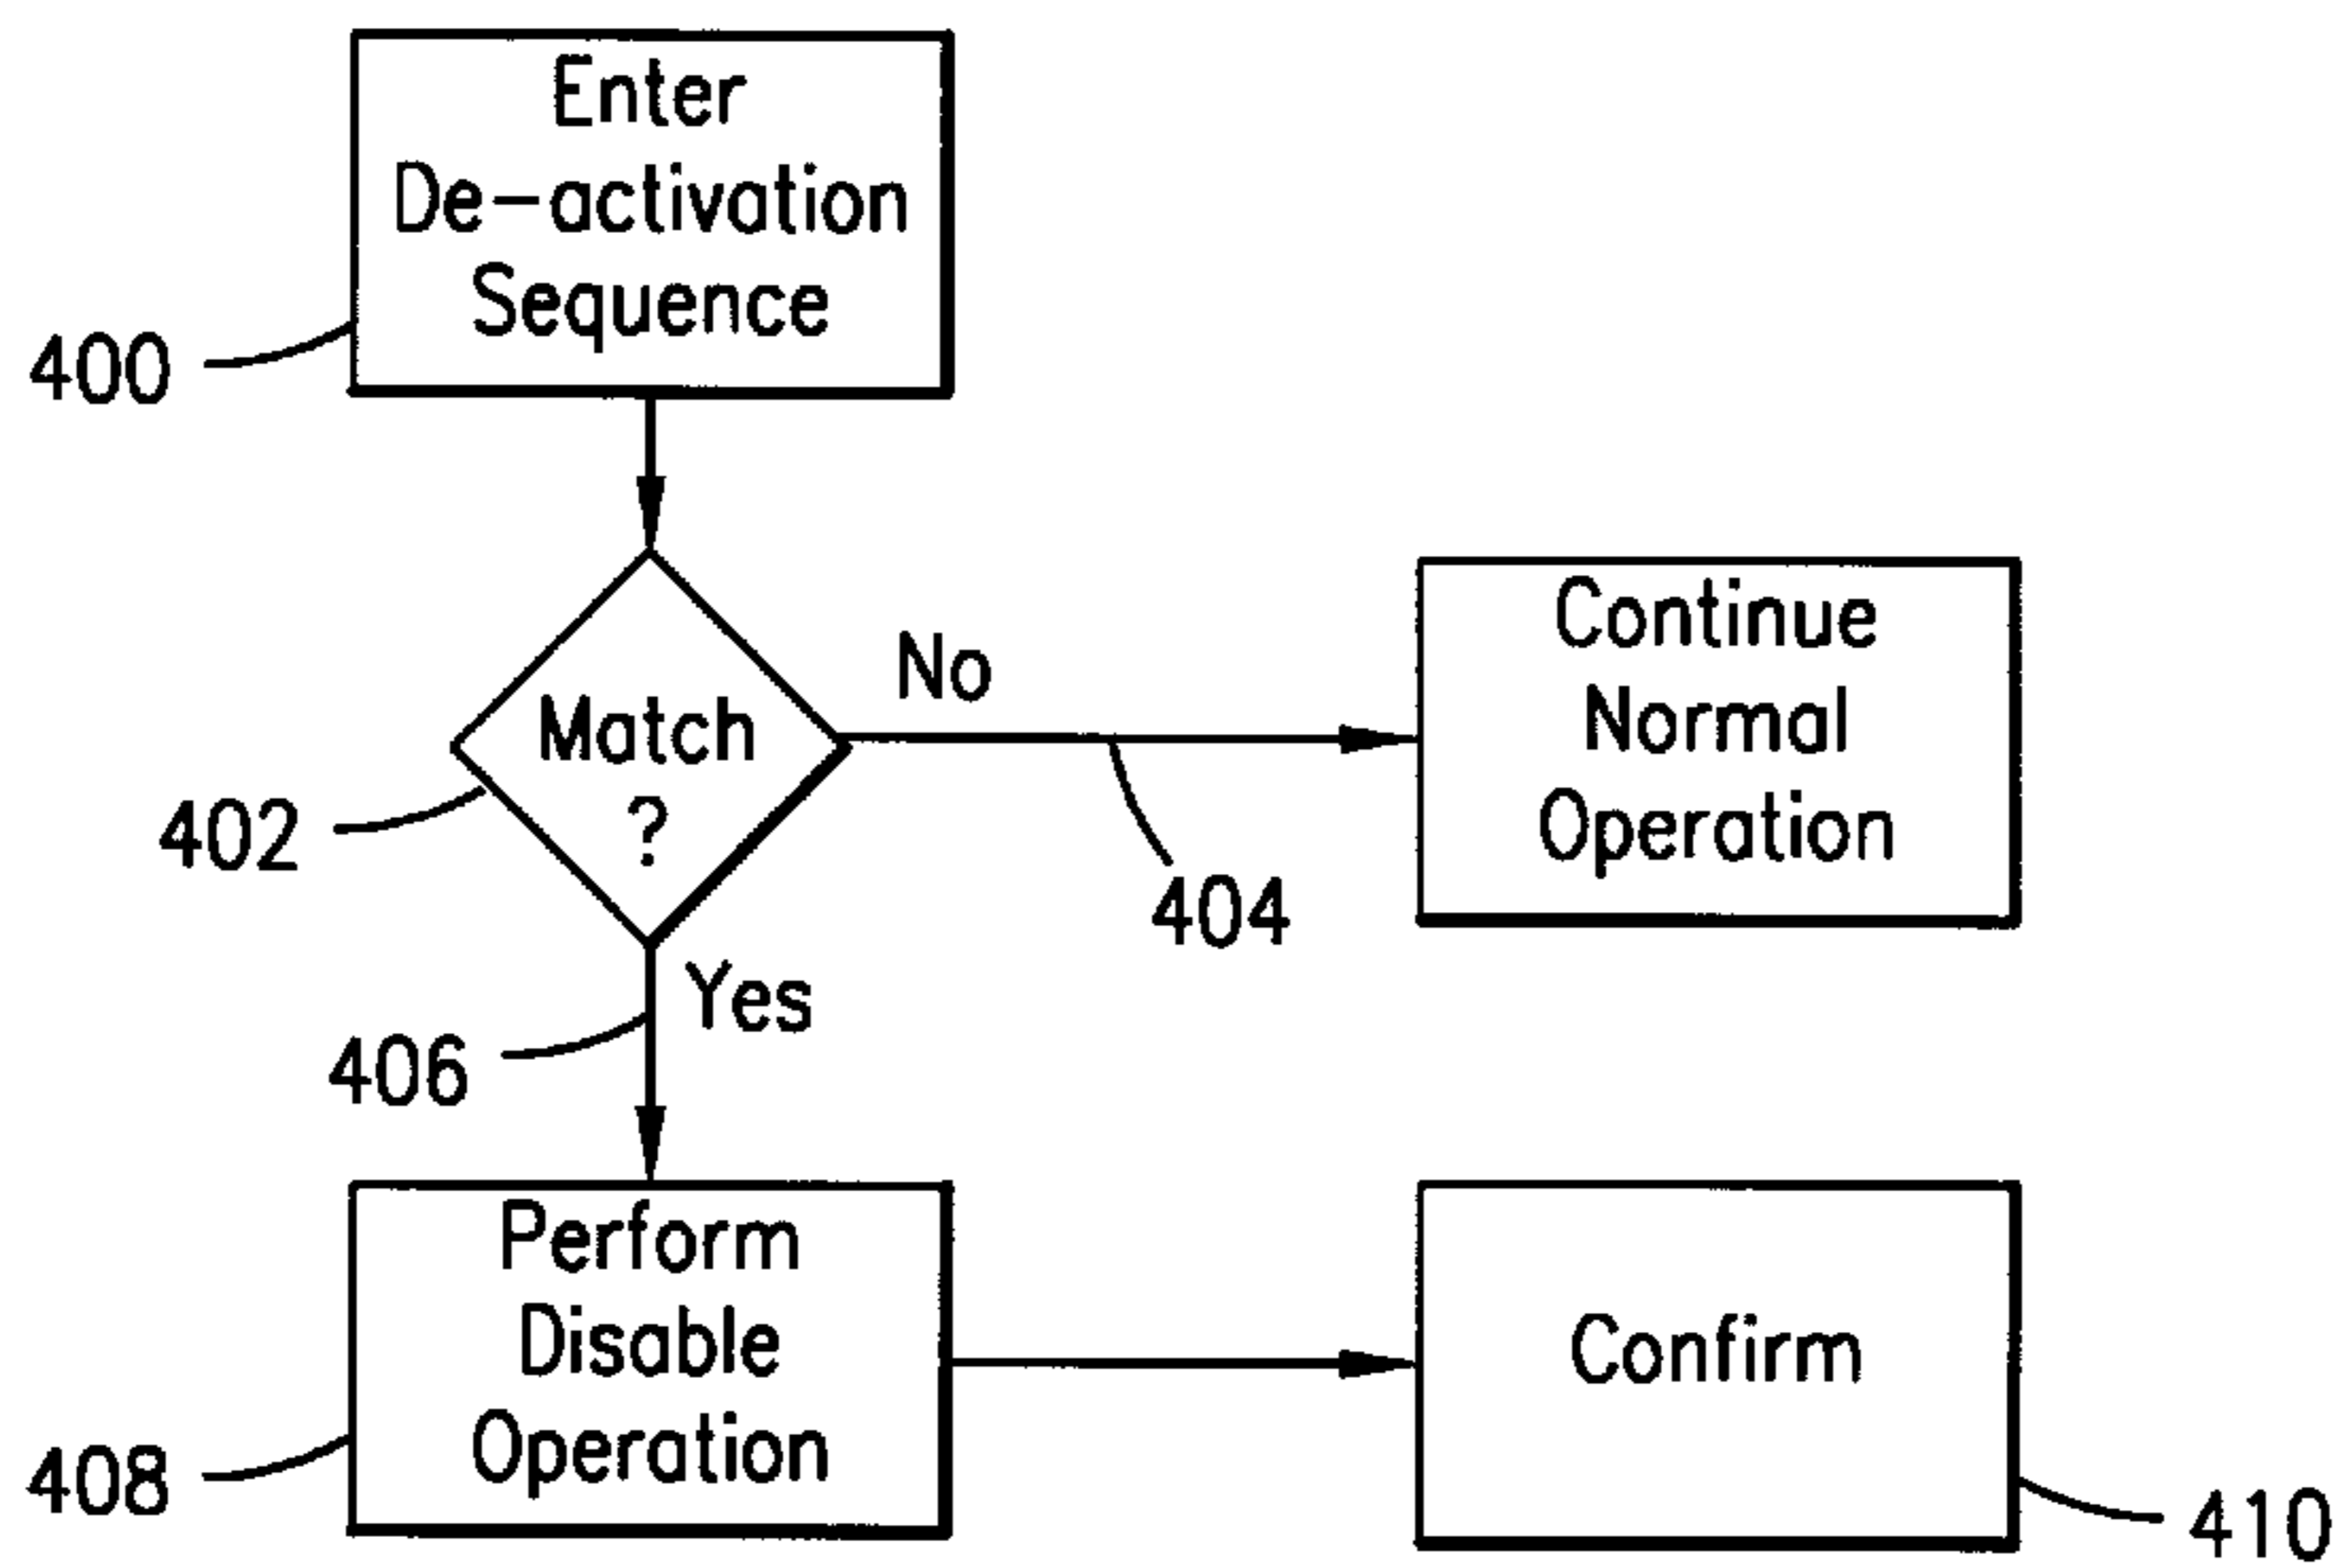 Enter
De-activation
Sequence
400
Match
?
402
No
404
Continue
Normal
Operation
Yes
406
Perform
Disable
Operation
408
Confirm
410